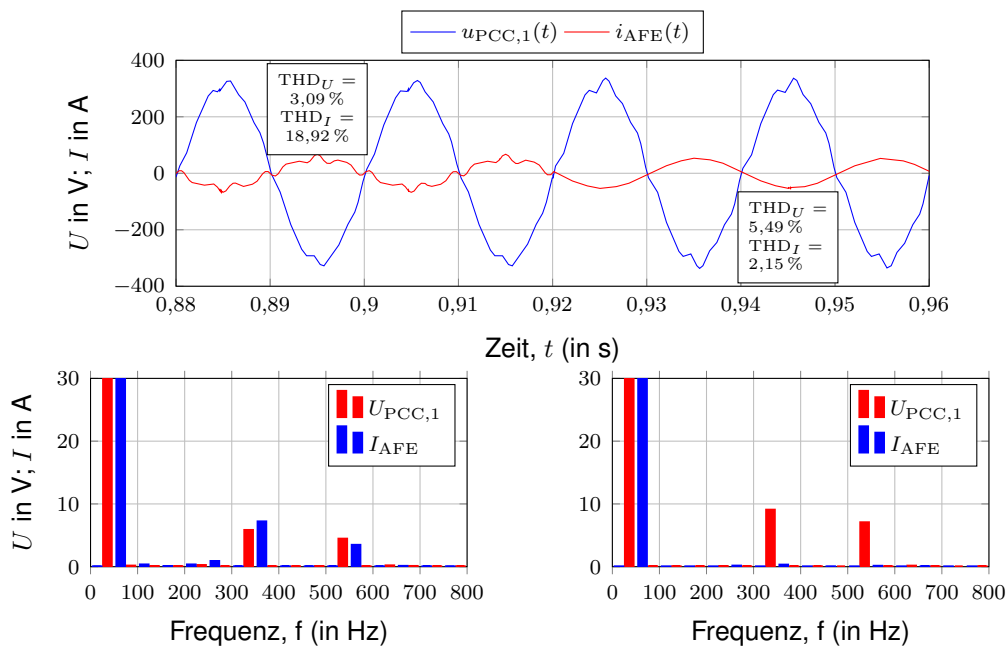 u_PCC,1(t) i_AFE(t)
U in V; I in A
400
200
0
−200
−400
THD_U =
3,09 %
THD_I =
18,92 %
THD_U =
5,49 %
THD_I =
2,15 %
0,88 0,89 0,9 0,91 0,92 0,93 0,94 0,95 0,96
Zeit, t (in s)
U in V; I in A
30
20
10
0
U_PCC,1
I_AFE
0 100 200 300 400 500 600 700 800
Frequenz, f (in Hz)
30
20
10
0
U_PCC,1
I_AFE
0 100 200 300 400 500 600 700 800
Frequenz, f (in Hz)